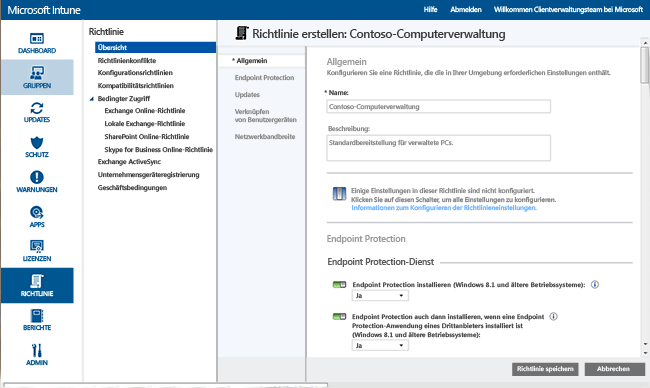 Microsoft Intune
Hilfe
Abmelden
Willkommen Clientverwaltungsteam bei Microsoft
DASHBOARD
GRUPPEN
UPDATES
SCHUTZ
WARNUNGEN
APPS
LIZENZEN
RICHTLINIE
BERICHTE
ADMIN
Richtlinie
Übersicht
Richtlinienkonflikte
Konfigurationsrichtlinien
Kompatibilitätsrichtlinien
Bedingter Zugriff
Exchange Online-Richtlinie
Lokale Exchange-Richtlinie
SharePoint Online-Richtlinie
Skype for Business Online-Richtlinie
Exchange ActiveSync
Unternehmensgeräteregistrierung
Geschäftsbedingungen
Richtlinie erstellen: Contoso-Computerverwaltung
* Allgemein
Endpoint Protection
Updates
Verknüpfen
von Benutzergeräten
Netzwerkbandbreite
Allgemein
Konfigurieren Sie eine Richtlinie, die die in Ihrer Umgebung erforderlichen Einstellungen enthält.
* Name:
Contoso-Computerverwaltung
Beschreibung:
Standardbereitstellung für verwaltete PCs.
Einige Einstellungen in dieser Richtlinie sind nicht konfiguriert.
Klicken Sie auf diesen Schalter, um alle Einstellungen zu konfigurieren.
Informationen zum Konfigurieren der Richtlinieneinstellungen.
Endpoint Protection
Endpoint Protection-Dienst
Endpoint Protection installieren (Windows 8.1 und ältere Betriebssysteme):
Ja
Endpoint Protection auch dann installieren, wenn eine Endpoint
Protection-Anwendung eines Drittanbieters installiert ist
(Windows 8.1 und ältere Betriebssysteme):
Ja
Richtlinie speichern
Abbrechen